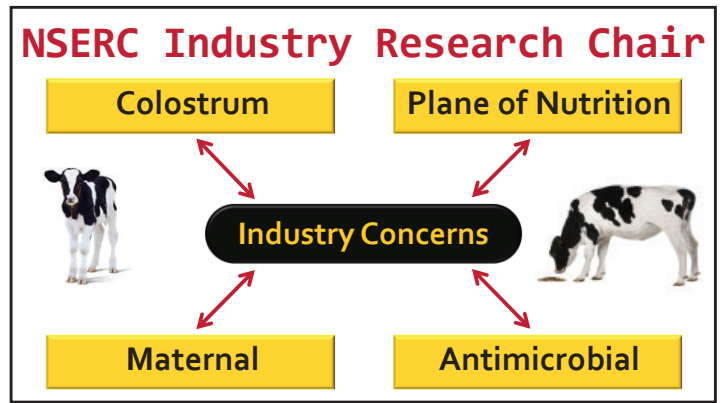 NSERC Industry Research Chair
Colostrum
Plane of Nutrition
Industry Concerns
Maternal
Antimicrobial